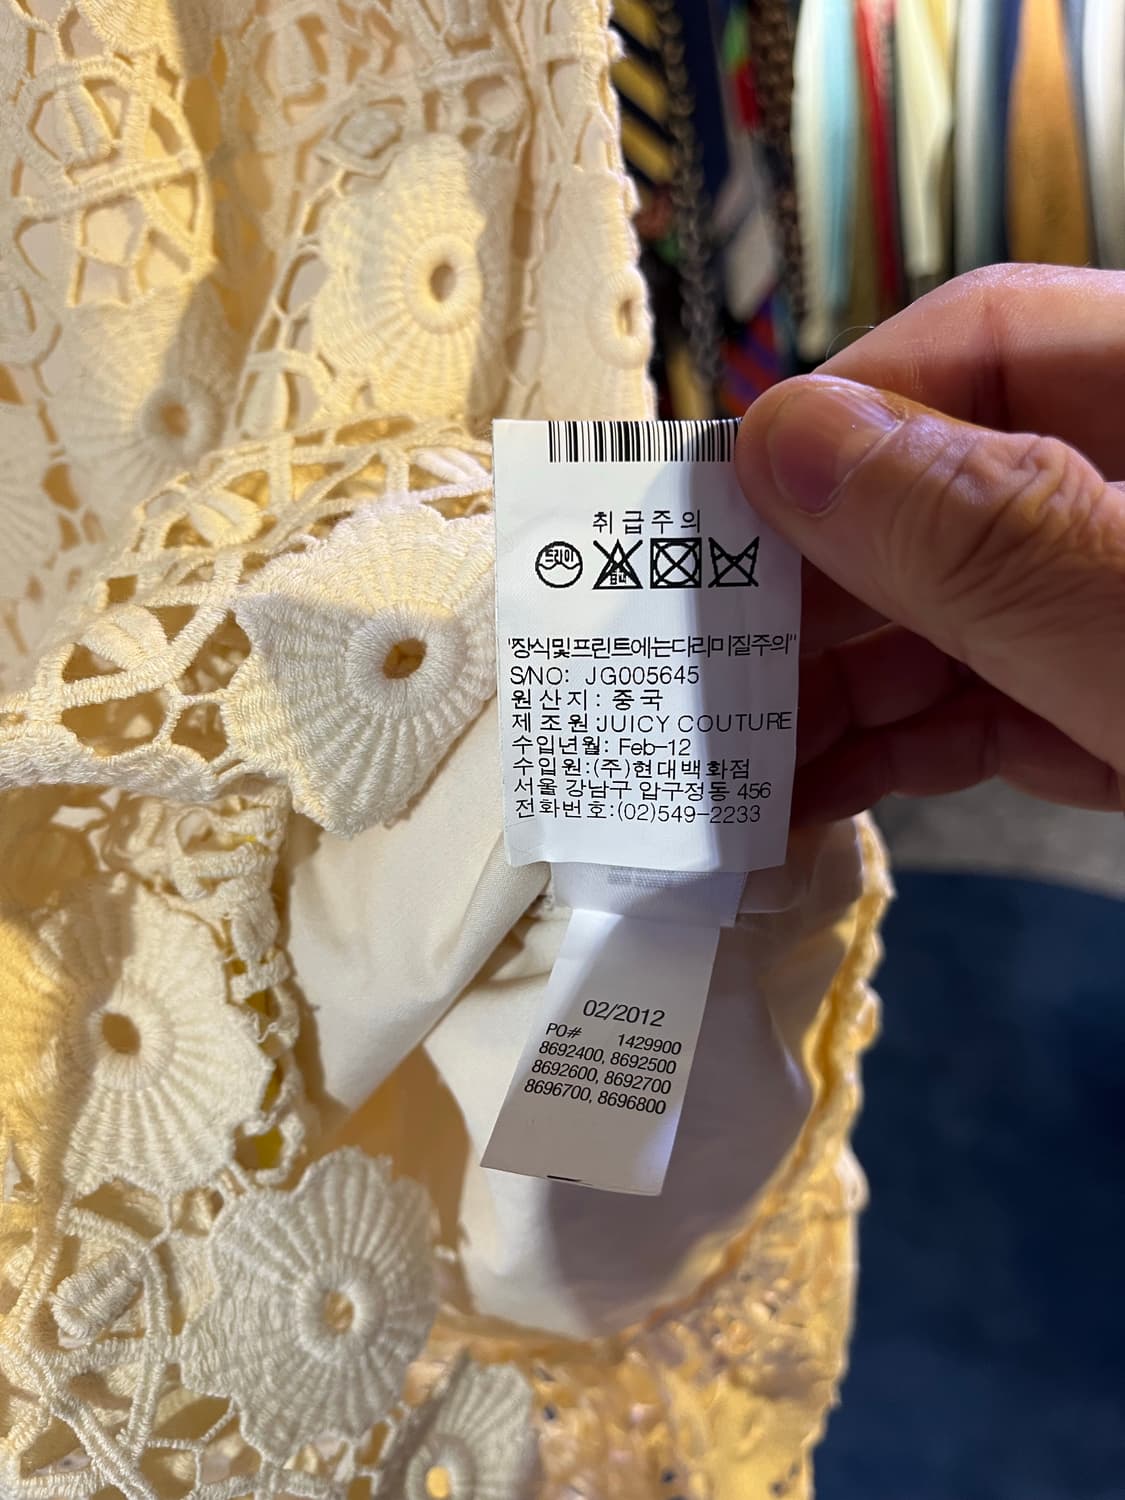 취급주의
드라이
염소
"장식및프린트에는다리미질주의"
S/NO: JG005645
원산지: 중국
제조원:JUICY COUTURE
수입년월: Feb-12
수입원:(주)현대백화점
서울 강남구 압구정동 456
전화번호:(02)549-2233
02/2012
PO# 1429900
8692400, 8692500
8692600, 8692700
8696700, 8696800